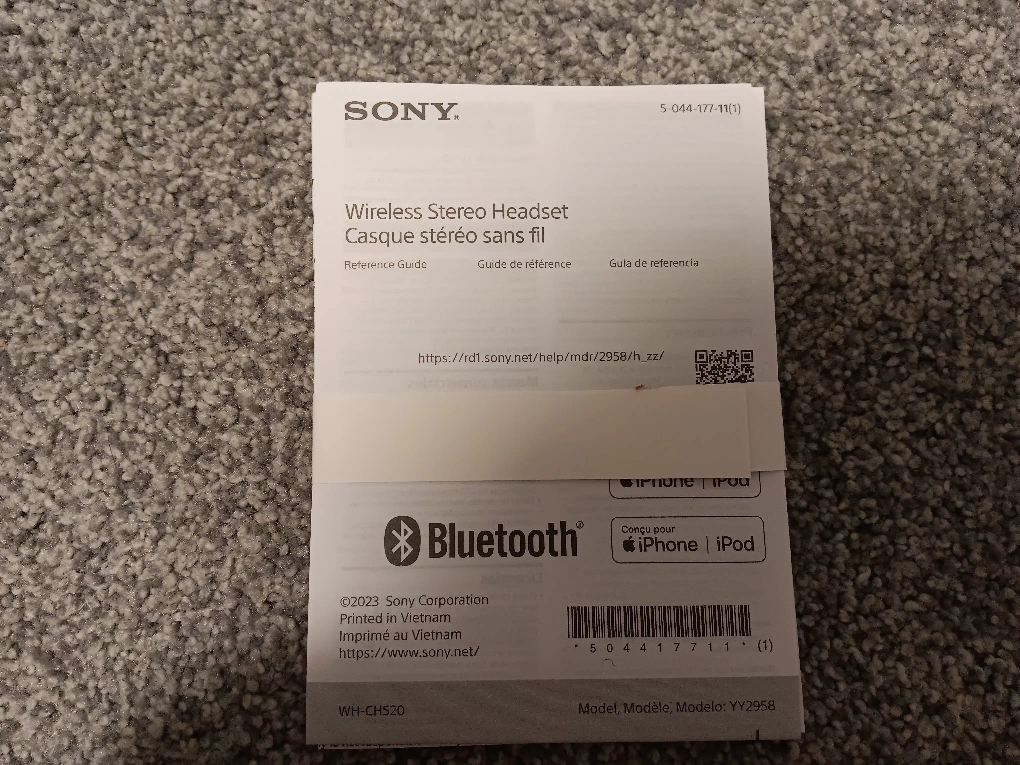 SONY®
5-044-177-11(1)
Wireless Stereo Headset
Casque stéréo sans fil
Reference Guide Guide de référence Guía de referencia
https://rd1.sony.net/help/mdr/2958/h_zz/
iPhone | iPod
Bluetooth®
Conçu pour
iPhone | iPod
©2023 Sony Corporation
Printed in Vietnam
Imprimé au Vietnam
https://www.sony.net/
* 5 0 4 4 1 7 7 1 1 * (1)
WH-CH520
Model, Modèle, Modelo: YY2958